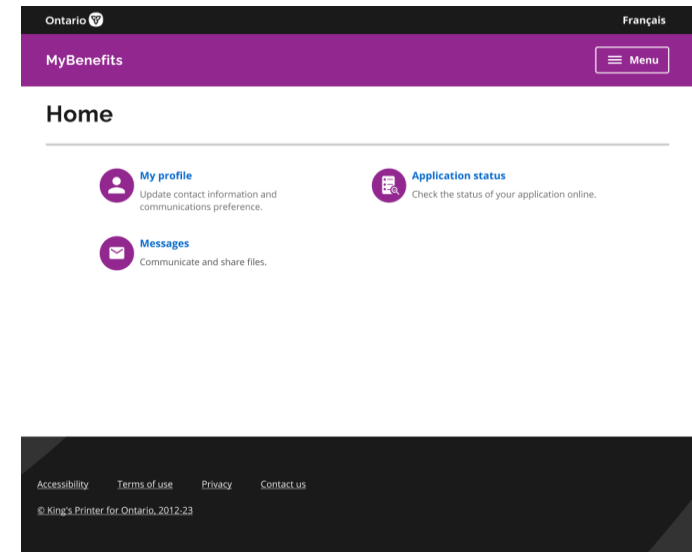 Ontario
Français
MyBenefits
Menu
Home
My profile
Update contact information and
communications preference.
Application status
Check the status of your application online.
Messages
Communicate and share files.
Accessibility
Terms of use
Privacy
Contact us
© King's Printer for Ontario, 2012-23